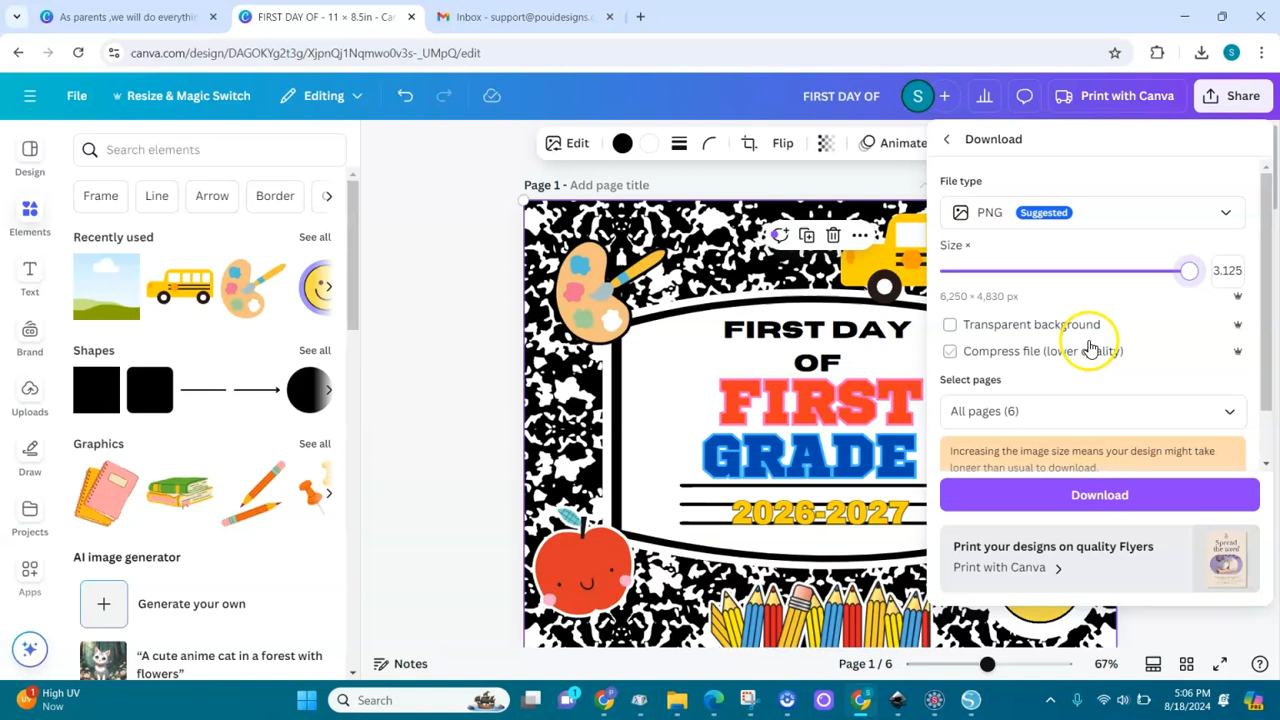 As parents ,we will do everythin
FIRST DAY OF - 11 × 8.5in - Can
Inbox - support@pouidesigns.c
canva.com/design/DAGOKYg2t3g/XjpnQj1Nqmwo0v3s-_UMpQ/edit
File
Resize & Magic Switch
Editing
FIRST DAY OF
S
Print with Canva
Share
Design
Elements
Text
Brand
Uploads
Draw
Projects
Apps
Search elements
Frame
Line
Arrow
Border
Recently used
See all
Shapes
See all
Graphics
See all
AI image generator
Generate your own
“A cute anime cat in a forest with
flowers”
Edit
Flip
Animate
Page 1 - Add page title
FIRST DAY
OF
FIRST
GRADE
2026-2027
Download
File type
PNG
Suggested
Size ×
3.125
6,250 × 4,830 px
Transparent background
Compress file (lower quality)
Select pages
All pages (6)
Increasing the image size means your design might take
longer than usual to download.
Download
Print your designs on quality Flyers
Print with Canva
Spread
the word
Notes
Page 1 / 6
67%
High UV
Now
Search
5:06 PM
8/18/2024